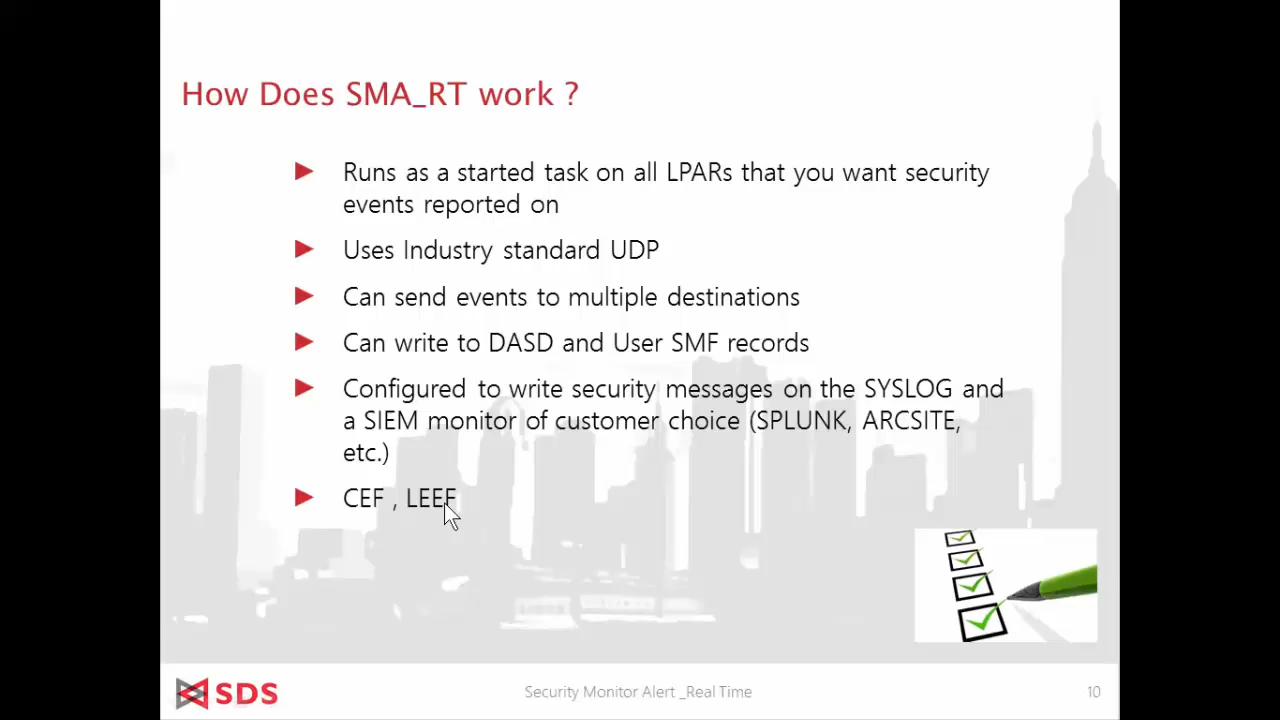 How Does SMA_RT work ?
Runs as a started task on all LPARs that you want security
events reported on
Uses Industry standard UDP
Can send events to multiple destinations
Can write to DASD and User SMF records
Configured to write security messages on the SYSLOG and
a SIEM monitor of customer choice (SPLUNK, ARCSITE,
etc.)
CEF , LEEF
SDS
Security Monitor Alert _Real Time
10